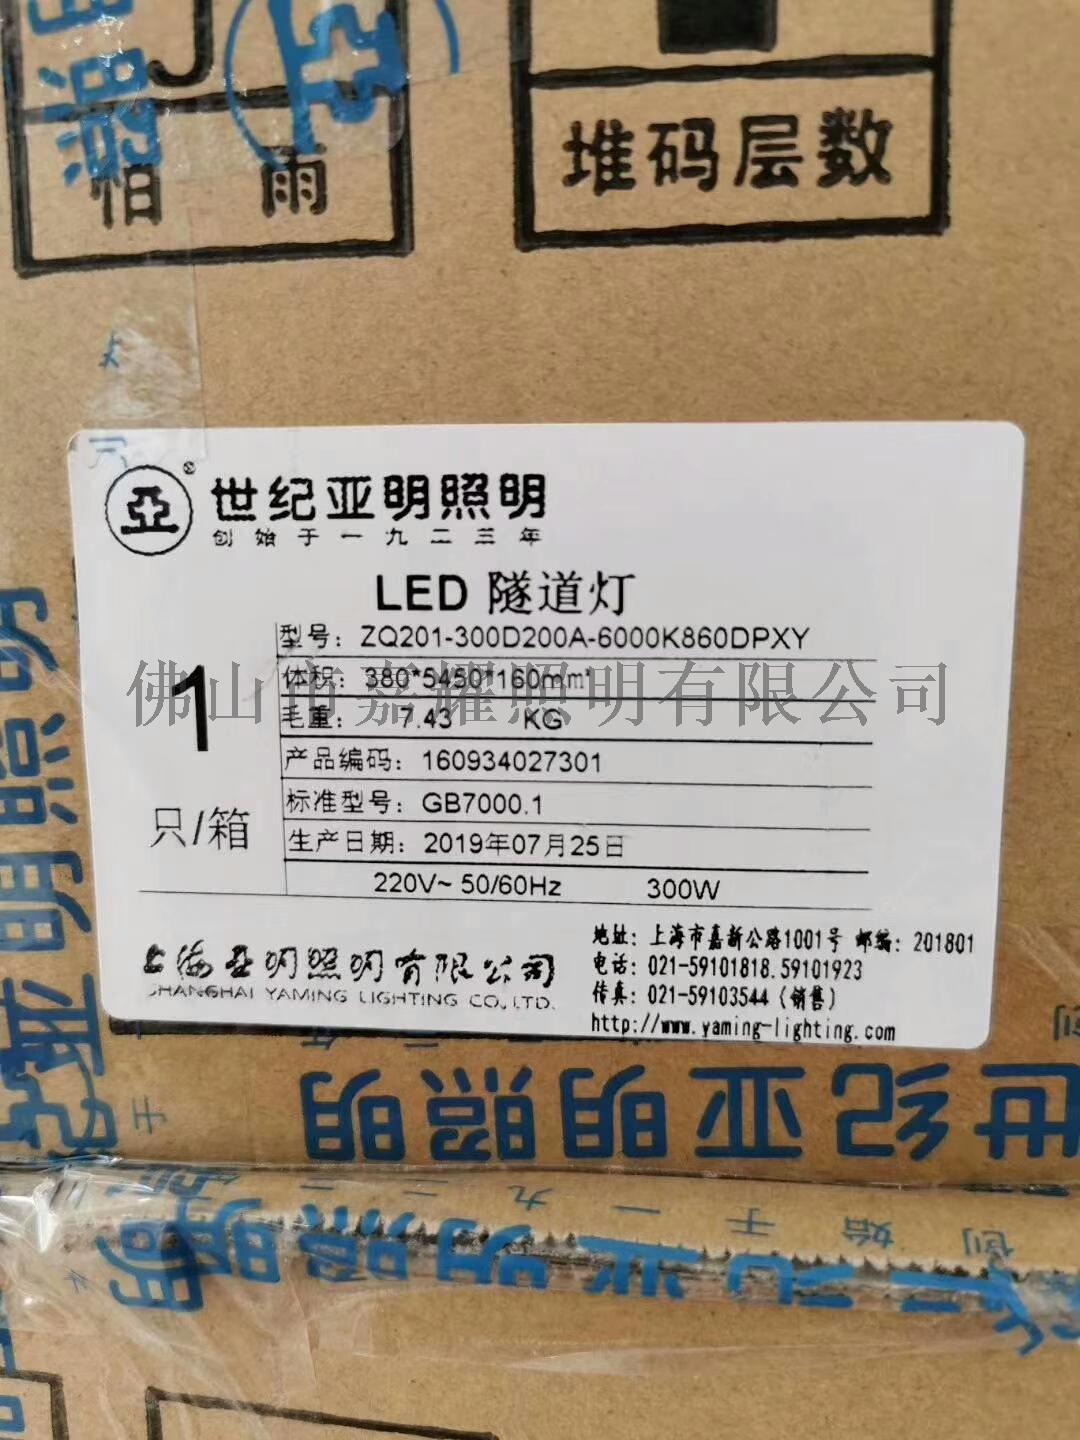 怕 雨
堆码层数
亞®
世纪亚明照明
创始于一九二三年
LED 隧道灯
1
只/箱
型号：ZQ201-300D200A-6000K860DPXY
体积：380*5450*160mm³
毛重：7.43 KG
产品编码：160934027301
标准型号：GB7000.1
生产日期：2019年07月25日
220V~ 50/60Hz 300W
佛山市嘉耀照明有限公司
上海亚明照明有限公司
SHANGHAI YAMING LIGHTING CO., LTD.
地址：上海市嘉新公路1001号 邮编：201801
电话：021-59101818.59101923
传真：021-59103544（销售）
http://www.yaming-lighting.com
世纪亚明照明